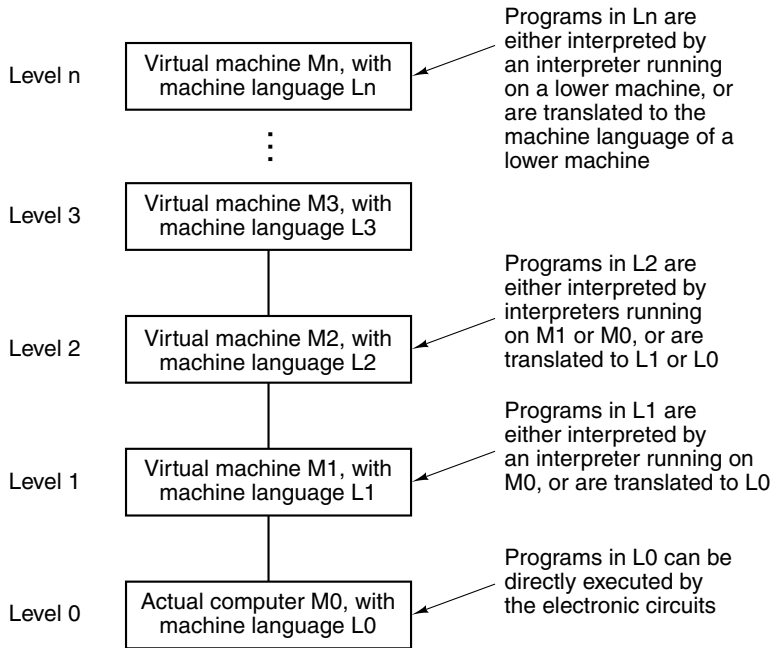 Level n
Virtual machine Mn, with
machine language Ln
Programs in Ln are
either interpreted by
an interpreter running
on a lower machine, or
are translated to the
machine language of a
lower machine
Level 3
Virtual machine M3, with
machine language L3
Level 2
Virtual machine M2, with
machine language L2
Programs in L2 are
either interpreted by
interpreters running
on M1 or M0, or are
translated to L1 or L0
Level 1
Virtual machine M1, with
machine language L1
Programs in L1 are
either interpreted by
an interpreter running on
M0, or are translated to L0
Level 0
Actual computer M0, with
machine language L0
Programs in L0 can be
directly executed by
the electronic circuits